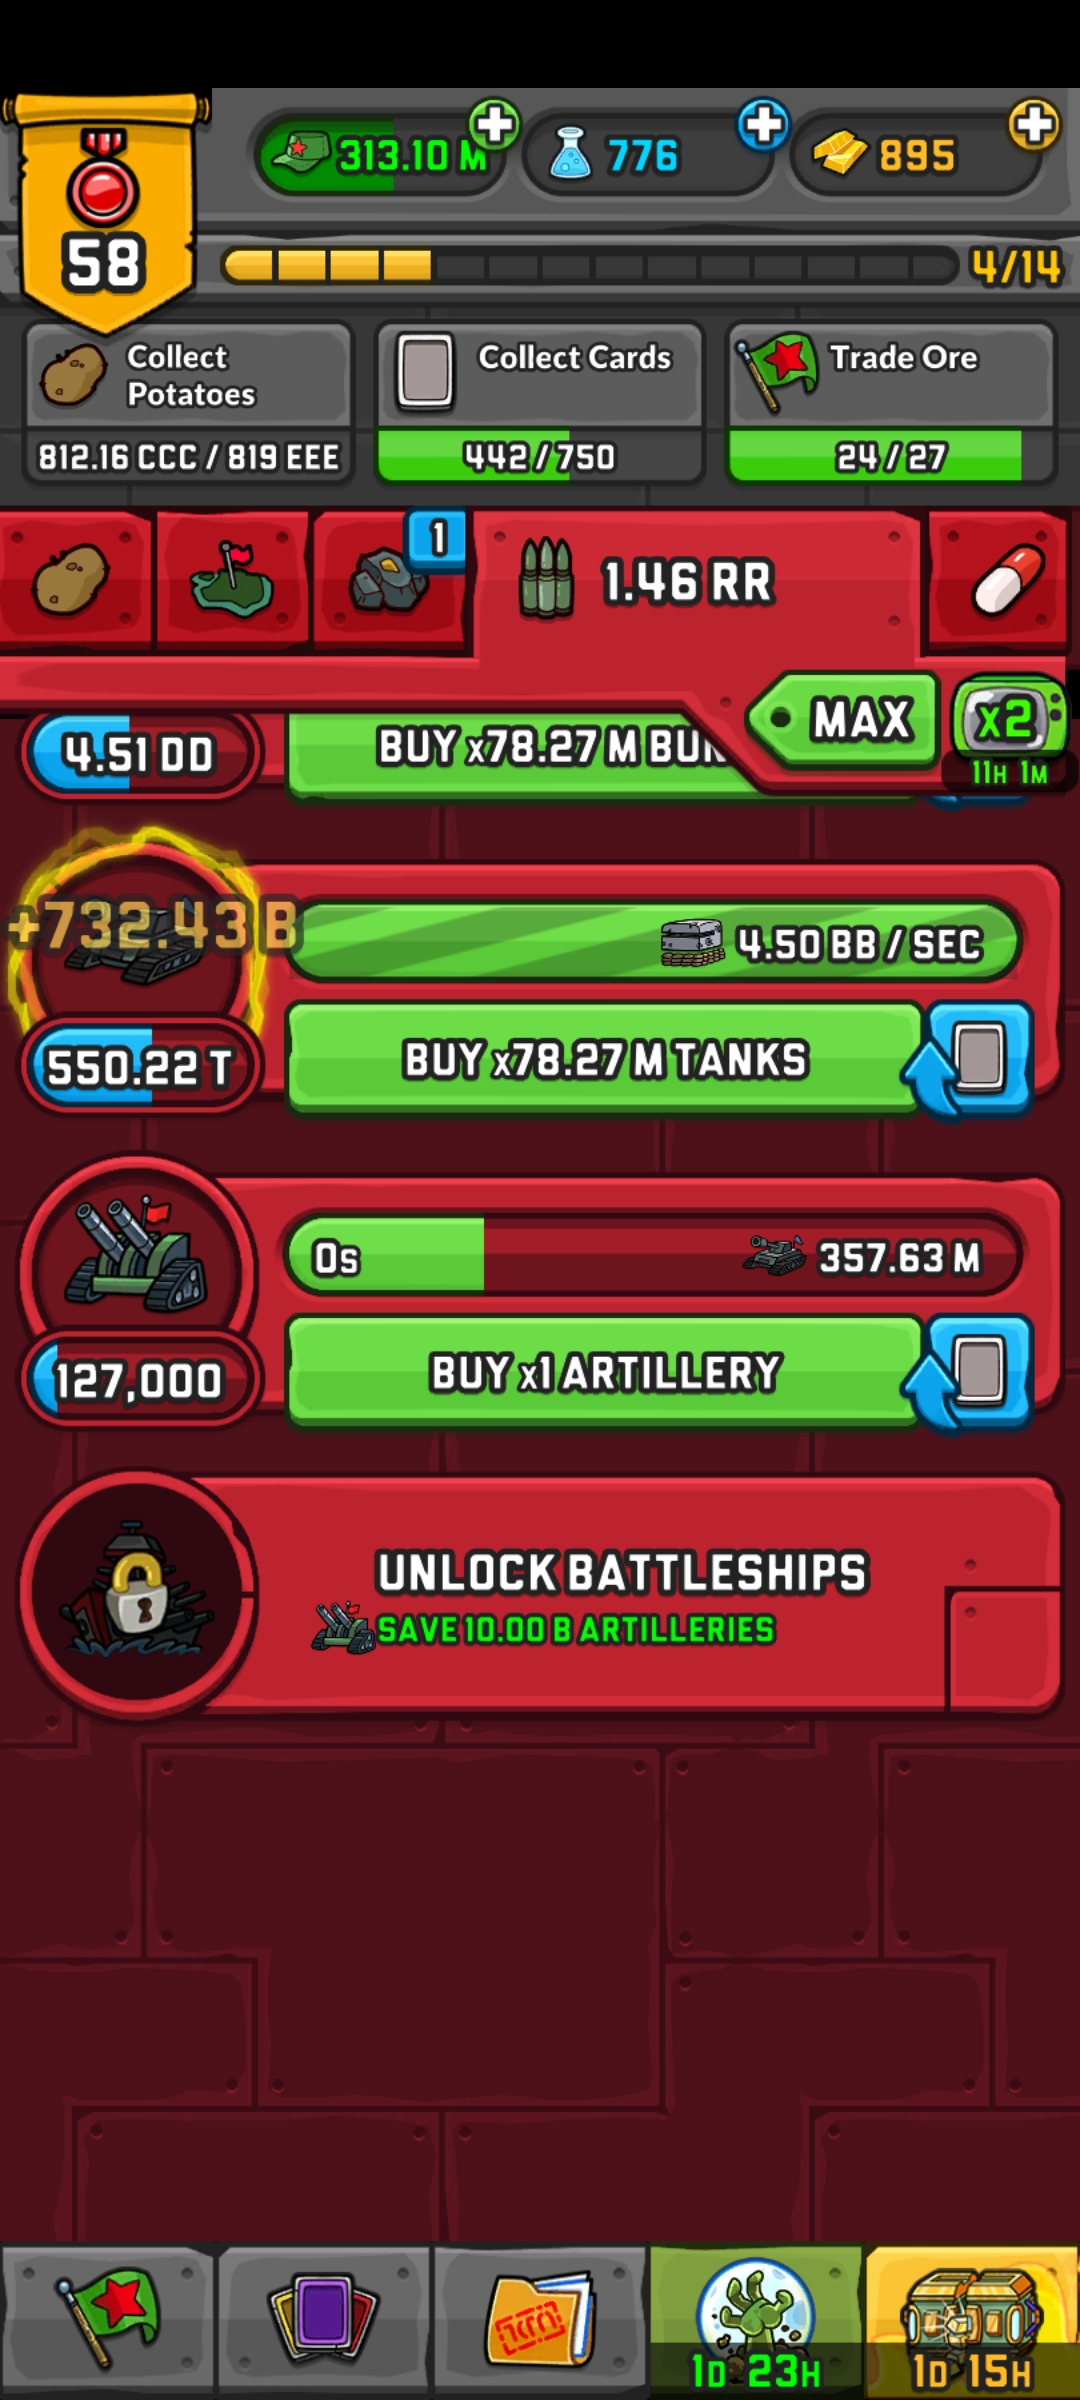 313.10 M
776
895
58
4/14
Collect
Potatoes
Collect Cards
Trade Ore
812.16 CCC / 819 EEE
442/750
24/27
1
1.46 RR
MAX
x2
11H 1M
4.51 DD
BUY x78.27 M
+732.43 B
4.50 BB / SEC
550.22 T
BUY x78.27 M TANKS
0s
357.63 M
127,000
BUY x1 ARTILLERY
UNLOCK BATTLESHIPS
SAVE 10.00 B ARTILLERIES
1D 23H
1D 15H